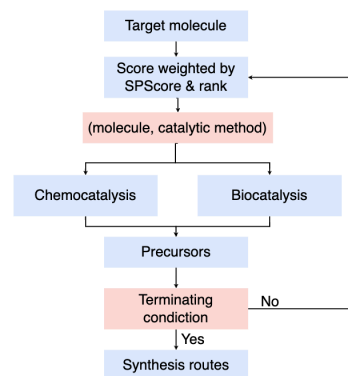 Target molecule
Score weighted by
SPScore & rank
(molecule, catalytic method)
Chemocatalysis
Biocatalysis
Precursors
Terminating
condition
No
Yes
Synthesis routes